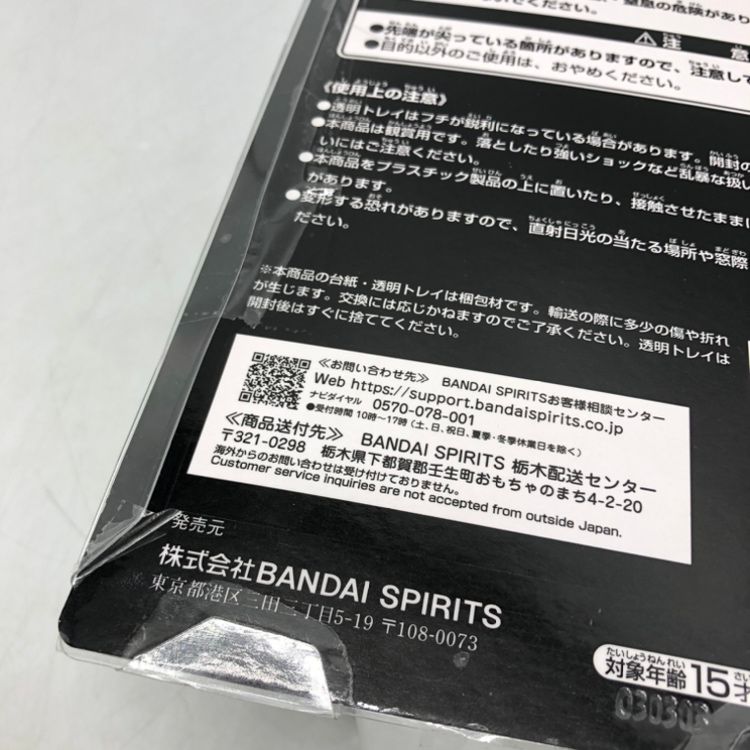 窒息の危険があり
⚠注意
●先端が尖っている箇所がありますので、注意して
●目的以外のご使用は、おやめください。
《使用上の注意》
●透明トレイはフチが鋭利になっている場合があります。開封の
●本商品は観賞用です。落としたり強いショックなど乱暴な扱い
いにはご注意ください。
●本商品をプラスチック製品の上に置いたり、接触させたままに
があります。
●変形する恐れがありますので、直射日光の当たる場所や窓際
ださい。
※本商品の台紙・透明トレイは梱包材です。輸送の際に多少の傷や折れ
が生じます。交換には応じかねますのでご了承ください。透明トレイは
開封後はすぐに捨ててください。
≪お問い合わせ先≫ BANDAI SPIRITSお客様相談センター
Web https://support.bandaispirits.co.jp
ナビダイヤル 0570-078-001
●受付時間 10時〜17時(土、日、祝日、夏季・冬季休業日を除く)
≪商品送付先≫ BANDAI SPIRITS 栃木配送センター
〒321-0298 栃木県下都賀郡壬生町おもちゃのまち4-2-20
海外からのお問い合わせは受け付けておりません。
Customer service inquiries are not accepted from outside Japan.
発売元
株式会社BANDAI SPIRITS
東京都港区三田三丁目5-19 〒108-0073
たいしょうねんれい さい
対象年齢 15才